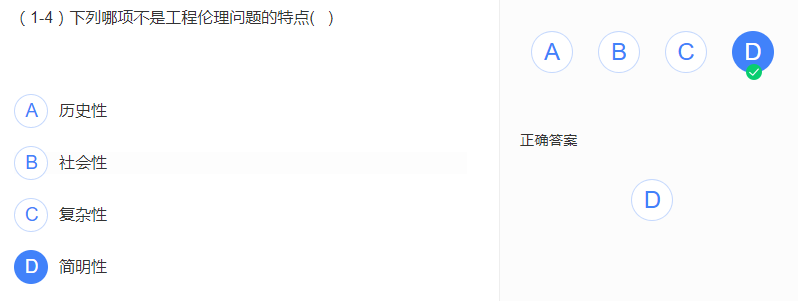 （1-4）下列哪项不是工程伦理问题的特点( )
A 历史性
B 社会性
C 复杂性
D 简明性
A B C D
正确答案
D